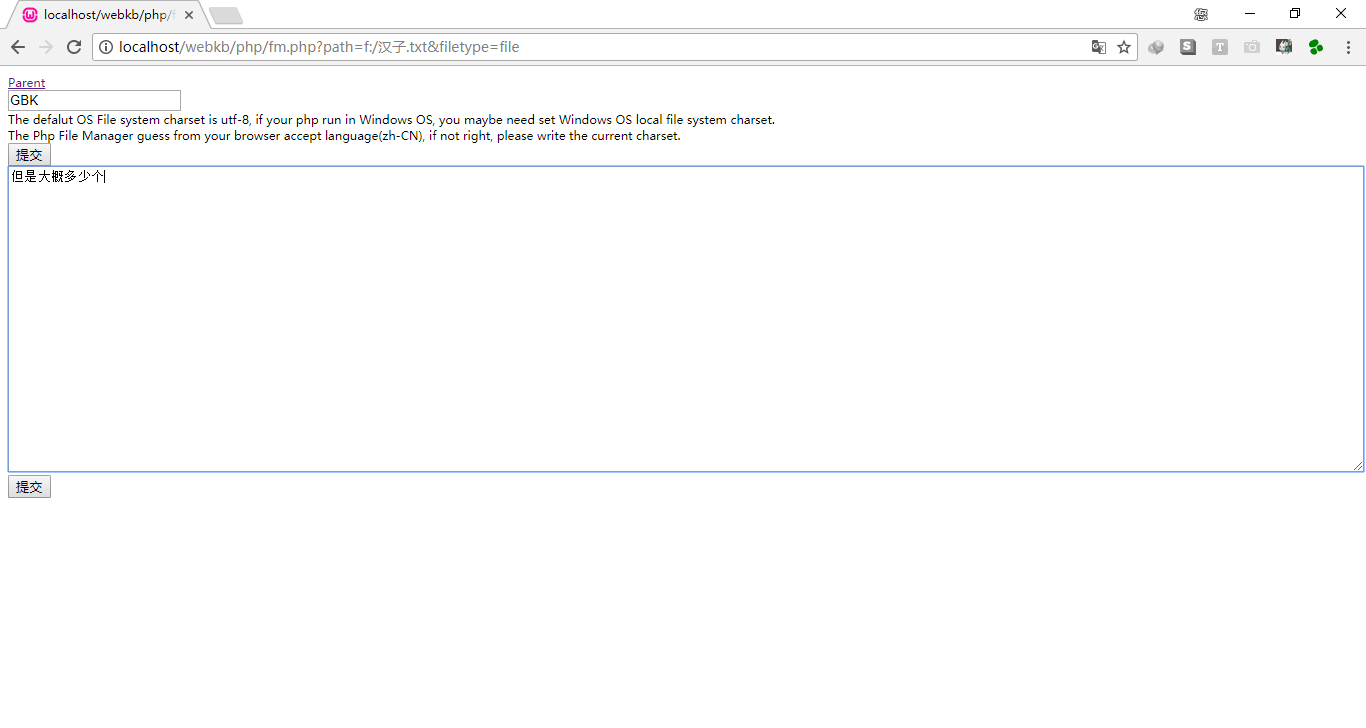 localhost/webkb/php/f
您
localhost/webkb/php/fm.php?path=f:/汉子.txt&filetype=file
S
T
Parent
GBK
The defalut OS File system charset is utf-8, if your php run in Windows OS, you maybe need set Windows OS local file system charset.
The Php File Manager guess from your browser accept language(zh-CN), if not right, please write the current charset.
提交
但是大概多少个
提交